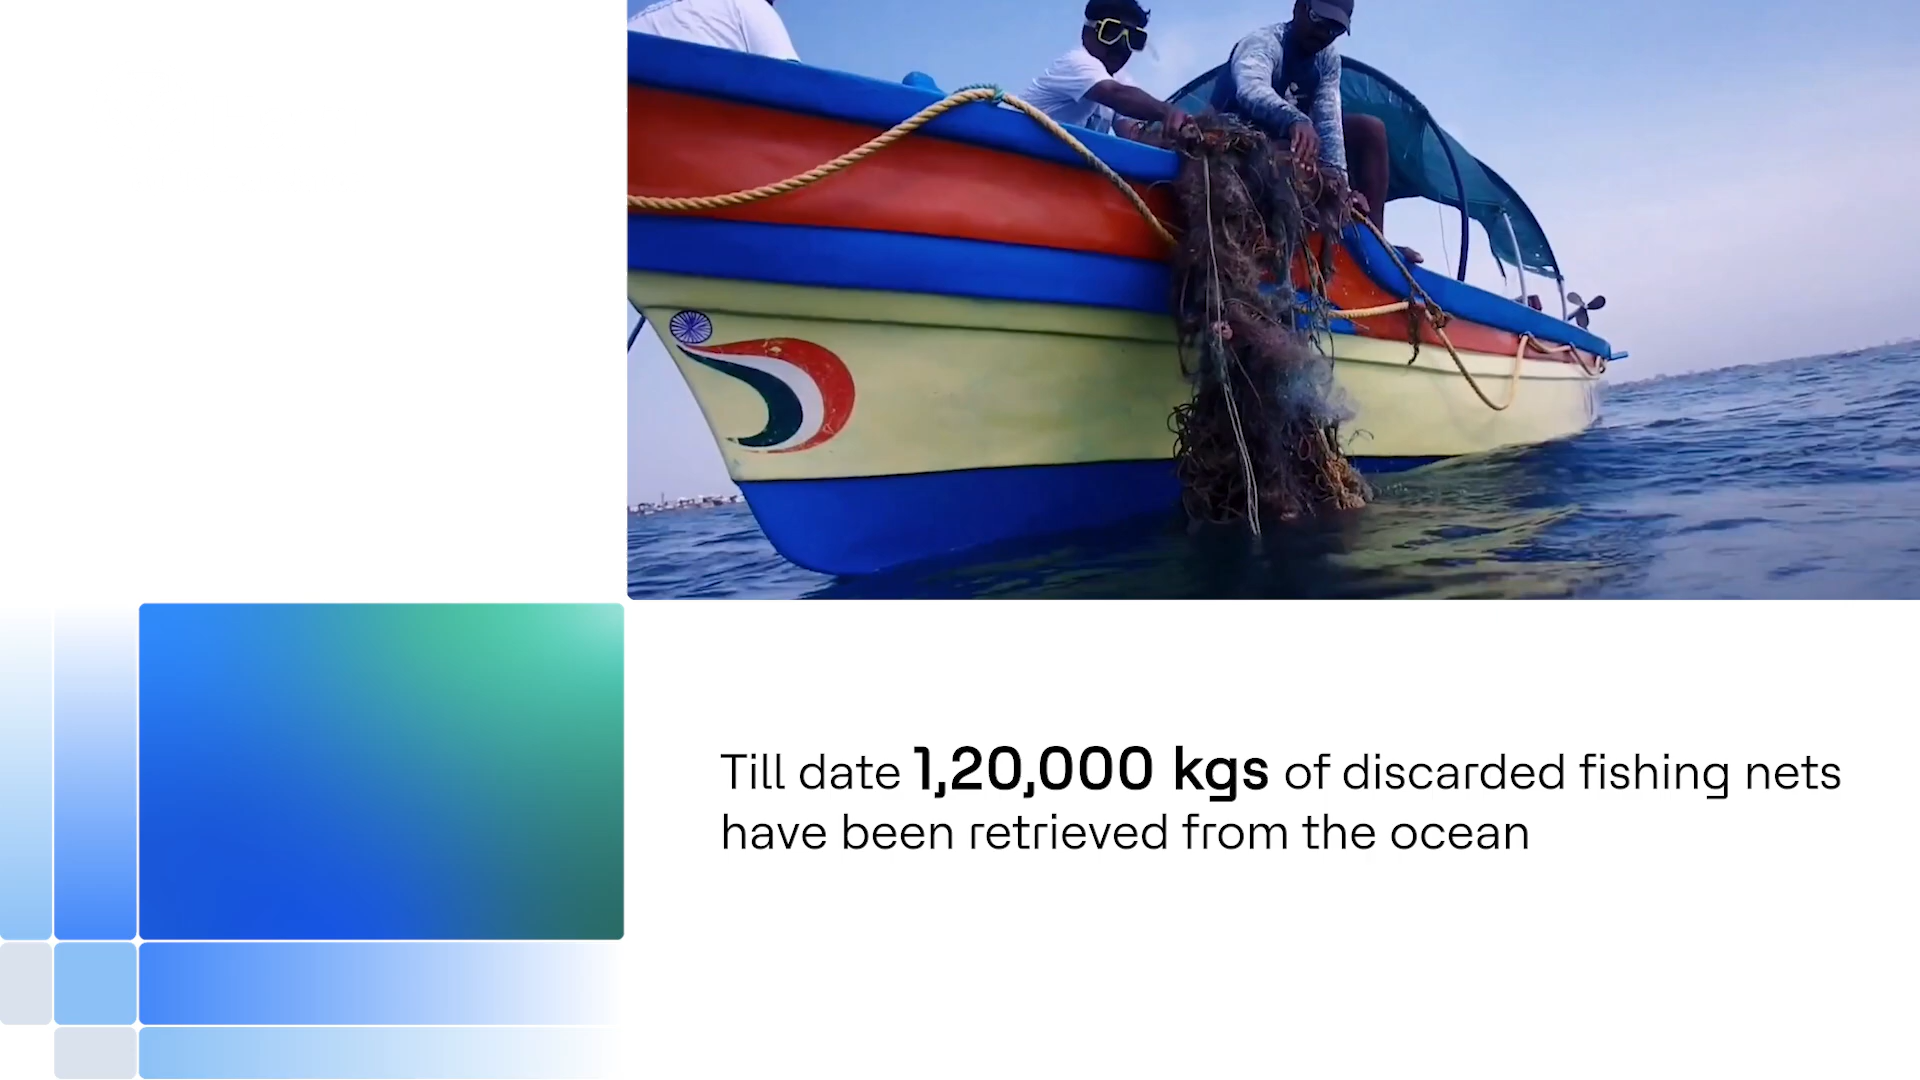 Till date 1,20,000 kgs of discarded fishing nets
have been retrieved from the ocean